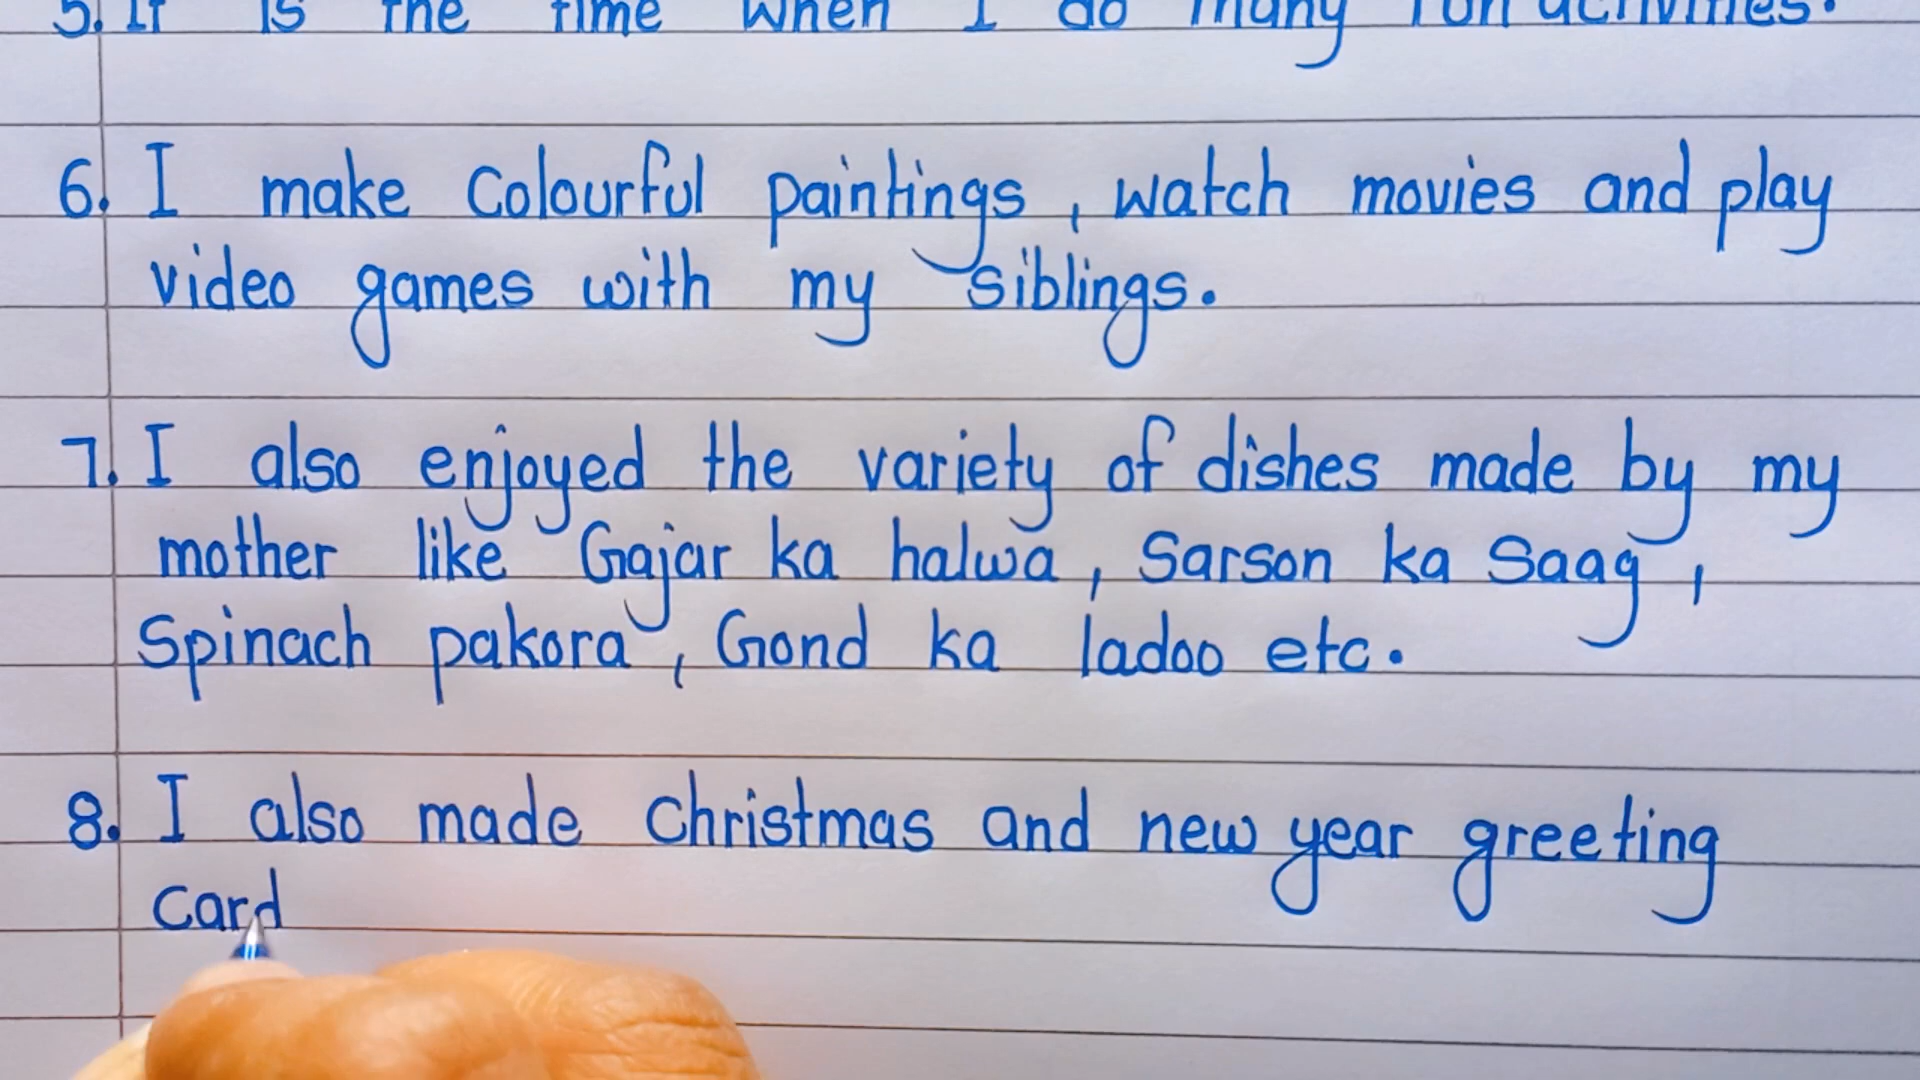 5. It is the time when I do many fun activities.
6. I make colourful paintings, watch movies and play
video games with my siblings.
7. I also enjoyed the variety of dishes made by my
mother like Gajar ka halwa, Sarson ka Saag,
Spinach pakora, Gond ka ladoo etc.
8. I also made Christmas and new year greeting
card